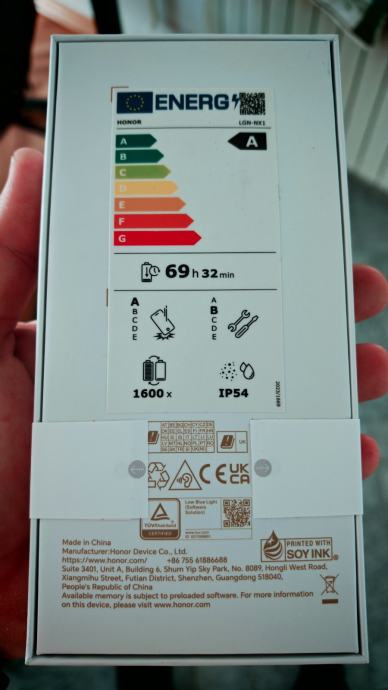 ENERG
HONOR LGN-NX1
A A
B
C
D
E
F
G
69 h 32 min
A A
B B
C C
D D
E E
1600 x IP54
2023/1669
UK
CE UK
CA
TÜVRheinland
CERTIFIED
Low Blue Light
(Software
Solution)
Made in China
Manufacturer:Honor Device Co., Ltd.
https://www.honor.com/ +86 755 61886688
Suite 3401, Unit A, Building 6, Shum Yip Sky Park, No. 8089, Hongli West Road,
Xiangmihu Street, Futian District, Shenzhen, Guangdong 518040,
People's Republic of China
Available memory is subject to preloaded software. For more information
on this device, please visit www.honor.com
PRINTED WITH
SOY INK